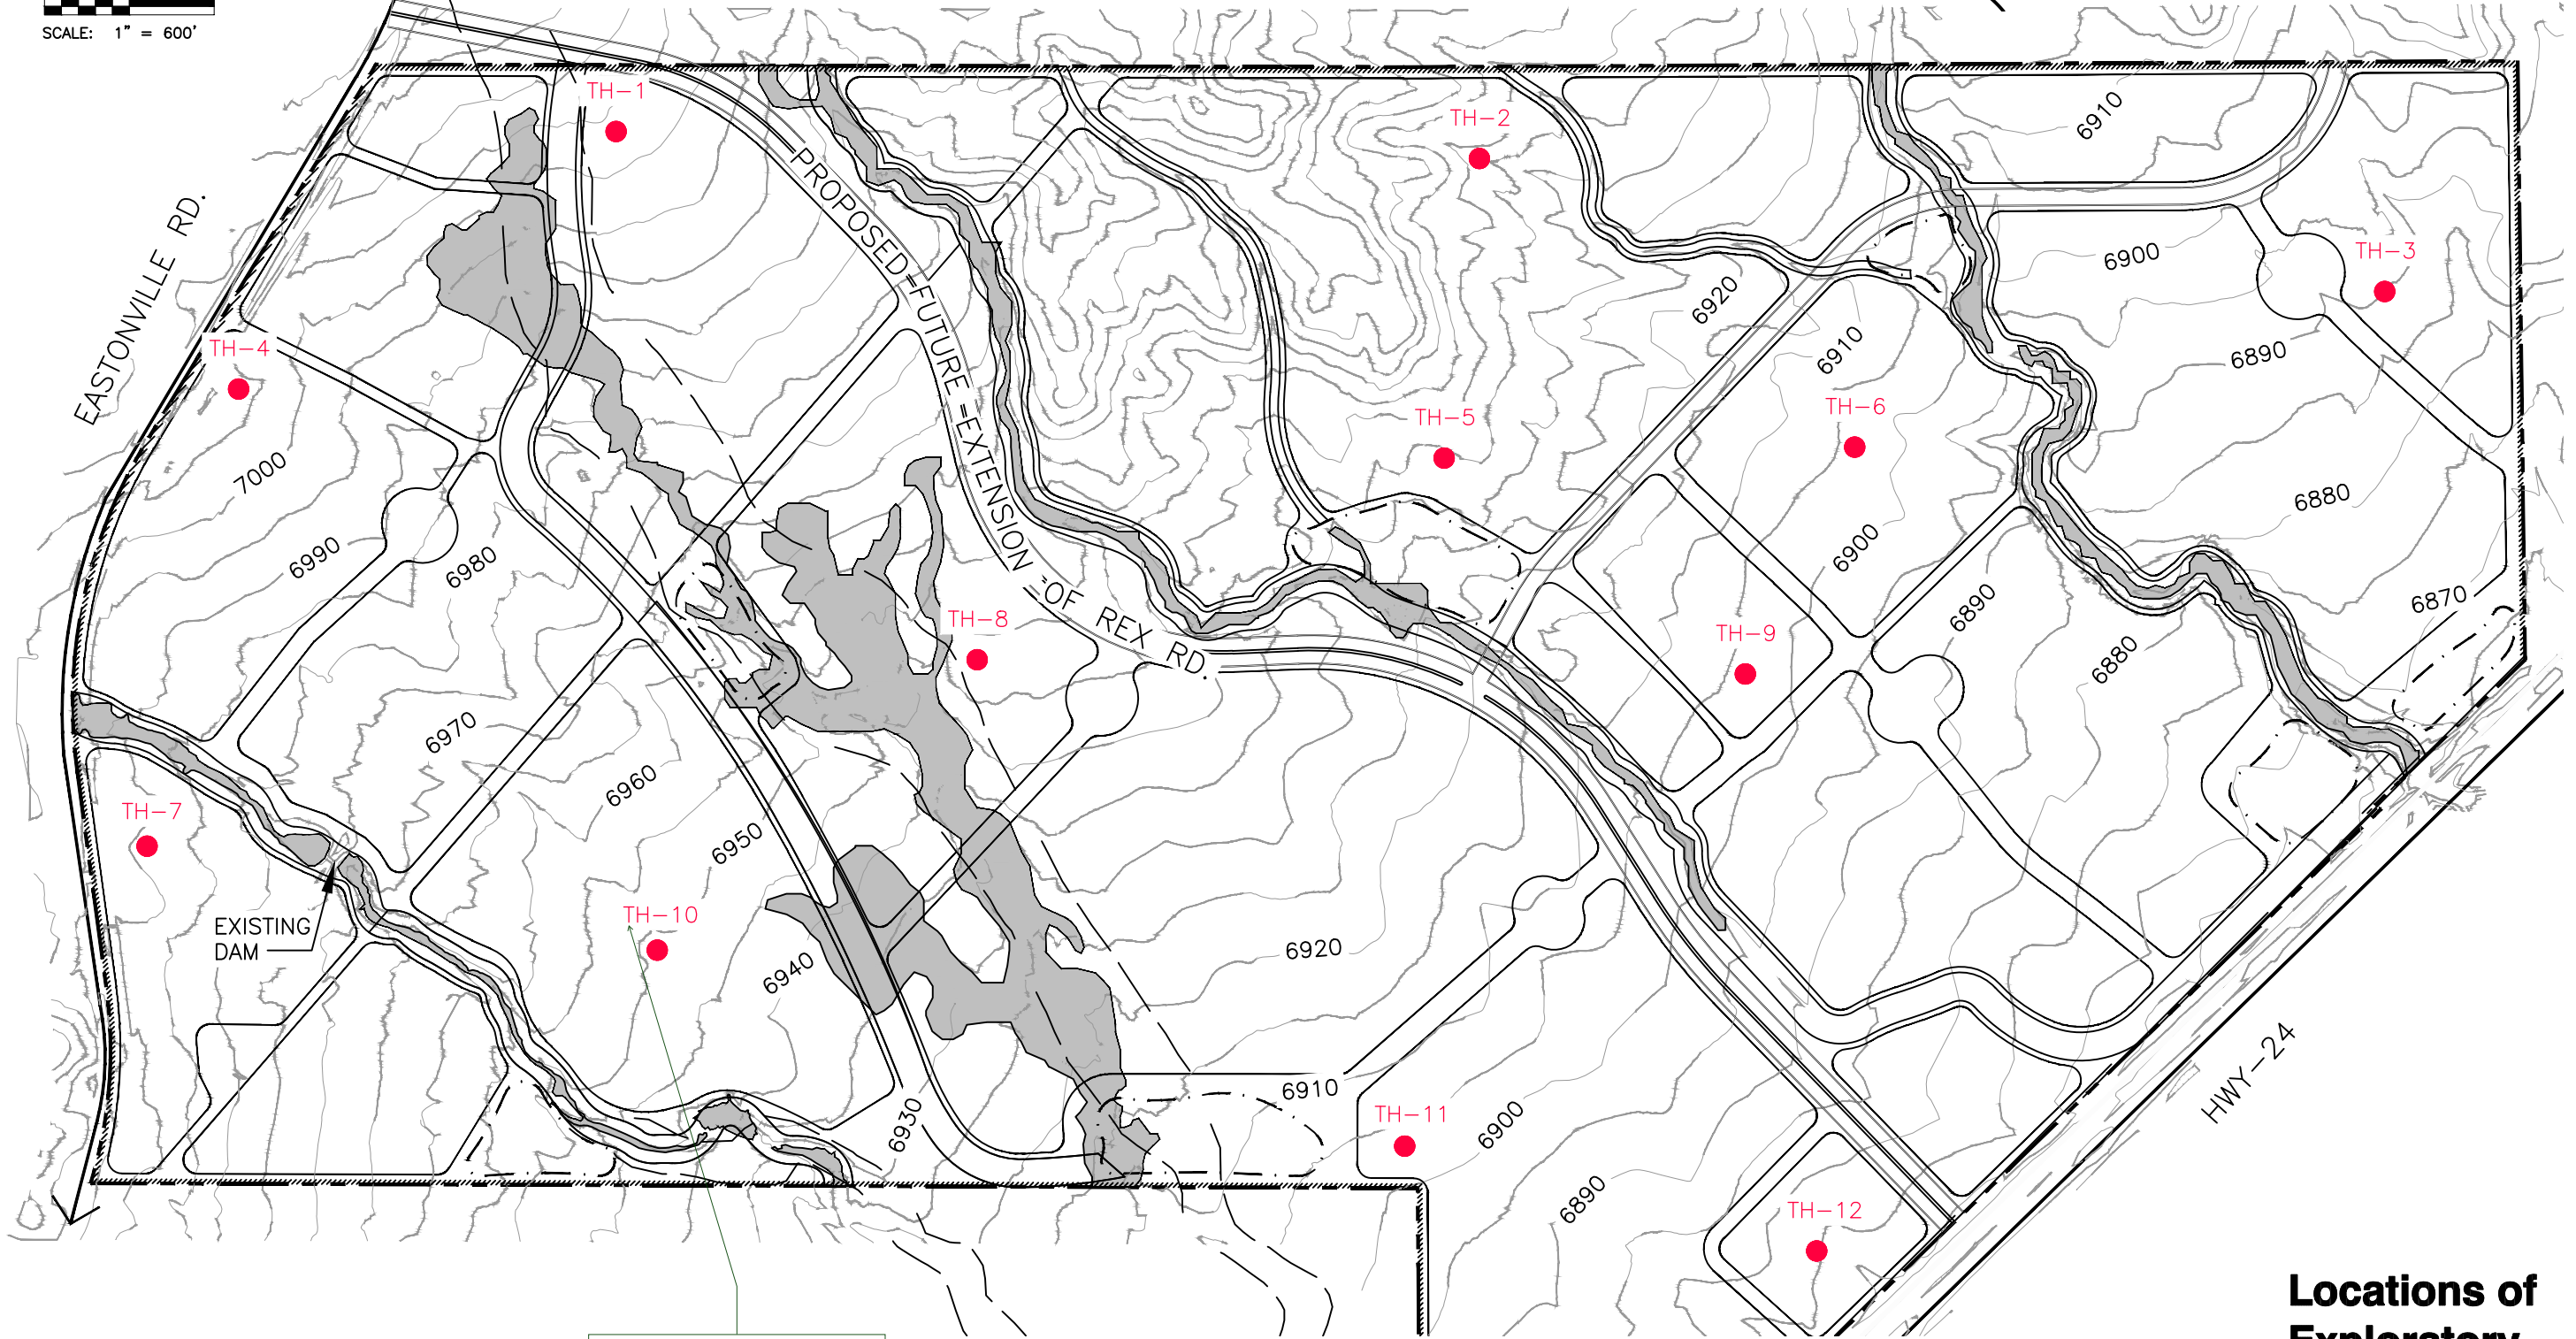 SCALE: 1" = 600'
TH-1
TH-2
6910
EASTONVILLE RD.
PROPOSED FUTURE EXTENSION OF REX RD.
6900
TH-3
6920
6910
6890
TH-4
TH-5
TH-6
7000
6880
6990
6980
6900
6890
6870
TH-8
TH-9
6880
6970
6960
TH-7
6950
EXISTING
DAM
TH-10
6940
6920
6930
6910
TH-11
6900
HWY-24
6890
TH-12
Locations of
Exploratory